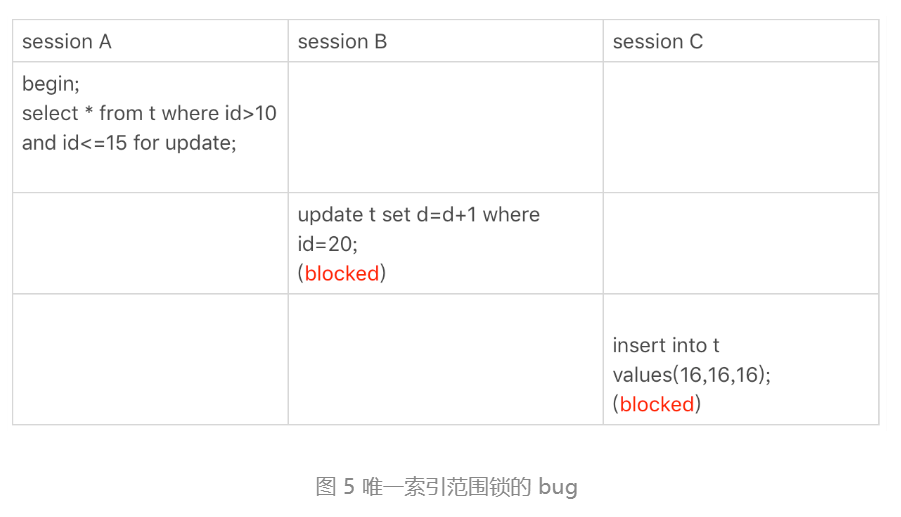 session A
session B
session C
begin;
select * from t where id>10
and id<=15 for update;
update t set d=d+1 where
id=20;
(blocked)
insert into t
values(16,16,16);
(blocked)
图 5 唯一索引范围锁的 bug